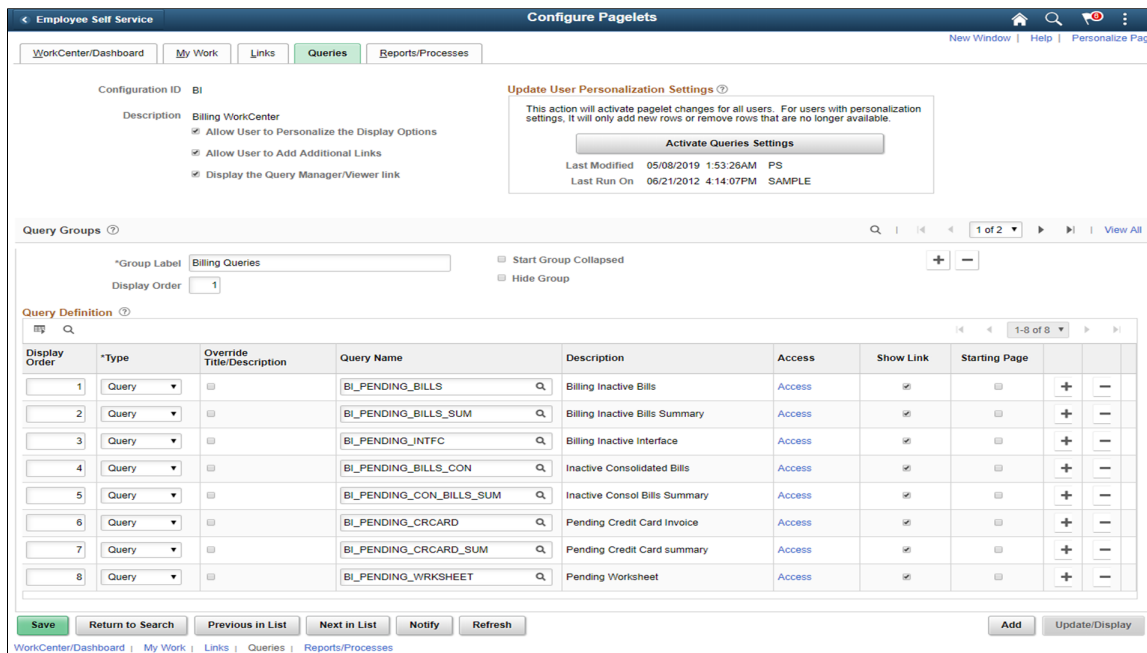 Employee Self Service
Configure Pagelets
6
New Window | Help | Personalize Pag
WorkCenter/Dashboard My Work Links Queries Reports/Processes
Configuration ID BI
Description Billing WorkCenter
Allow User to Personalize the Display Options
Allow User to Add Additional Links
Display the Query Manager/Viewer link
Update User Personalization Settings
This action will activate pagelet changes for all users. For users with personalization
settings, It will only add new rows or remove rows that are no longer available.
Activate Queries Settings
Last Modified 05/08/2019 1:53:26AM PS
Last Run On 06/21/2012 4:14:07PM SAMPLE
Query Groups
1 of 2 | View All
*Group Label Billing Queries
Start Group Collapsed
Display Order 1
Hide Group
Query Definition
1-8 of 8
Display Order *Type Override Title/Description Query Name Description Access Show Link Starting Page
1 Query BI_PENDING_BILLS Billing Inactive Bills Access
2 Query BI_PENDING_BILLS_SUM Billing Inactive Bills Summary Access
3 Query BI_PENDING_INTFC Billing Inactive Interface Access
4 Query BI_PENDING_BILLS_CON Inactive Consolidated Bills Access
5 Query BI_PENDING_CON_BILLS_SUM Inactive Consol Bills Summary Access
6 Query BI_PENDING_CRCARD Pending Credit Card Invoice Access
7 Query BI_PENDING_CRCARD_SUM Pending Credit Card summary Access
8 Query BI_PENDING_WRKSHEET Pending Worksheet Access
Save Return to Search Previous in List Next in List Notify Refresh Add Update/Display
WorkCenter/Dashboard | My Work | Links | Queries | Reports/Processes